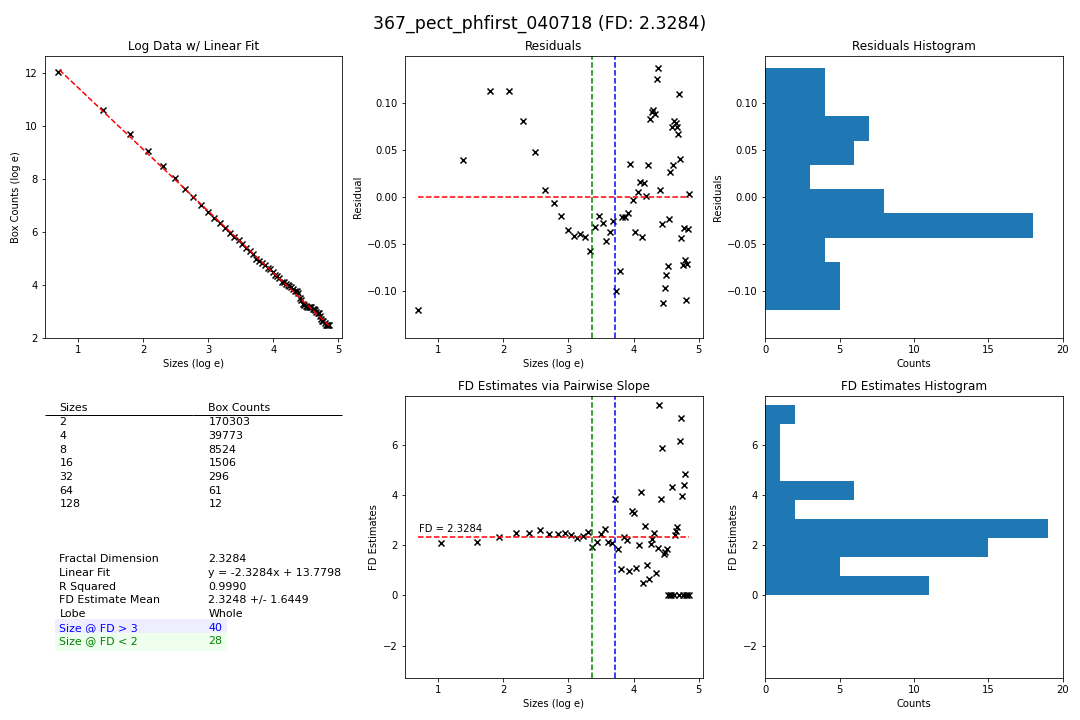 367_pect_phfirst_040718 (FD: 2.3284)
Log Data w/ Linear Fit
Box Counts (log e)
12
10
8
6
4
2
1
2
3
4
5
Sizes (log e)
Residuals
Residual
0.10
0.05
0.00
−0.05
−0.10
1
2
3
4
5
Sizes (log e)
Residuals Histogram
Residuals
0.10
0.05
0.00
−0.05
−0.10
0
5
10
15
20
Counts
Sizes Box Counts
2 170303
4 39773
8 8524
16 1506
32 296
64 61
128 12
Fractal Dimension 2.3284
Linear Fit y = -2.3284x + 13.7798
R Squared 0.9990
FD Estimate Mean 2.3248 +/- 1.6449
Lobe Whole
Size @ FD > 3 40
Size @ FD < 2 28
FD Estimates via Pairwise Slope
FD Estimates
6
4
2
0
−2
FD = 2.3284
1
2
3
4
5
Sizes (log e)
FD Estimates Histogram
FD Estimates
6
4
2
0
−2
0
5
10
15
20
Counts